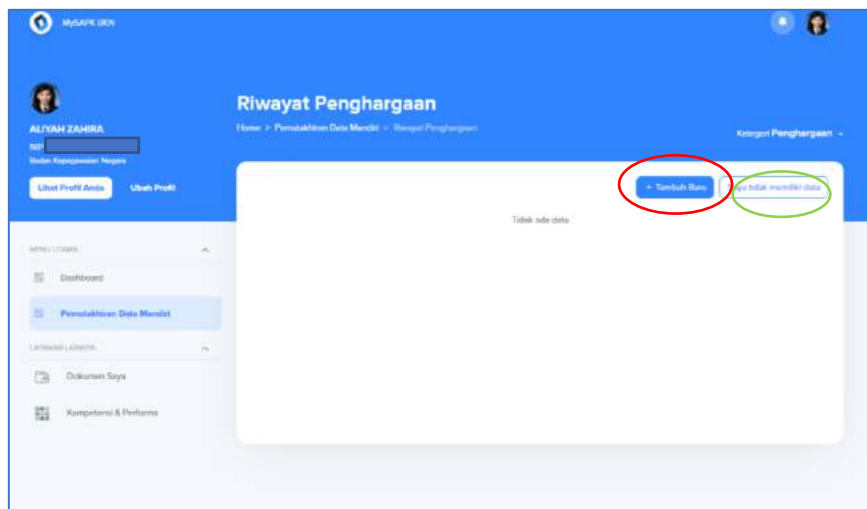 MySAPK BKN
ALIYAH ZAHIRA
NIP
Badan Kepegawaian Negara
Lihat Profil Anda
Ubah Profil
Riwayat Penghargaan
Home > Pemutakhiran Data Mandiri > Riwayat Penghargaan
Kategori Penghargaan
+ Tambah Baru
Saya tidak memiliki data
Tidak ada data
MENU UTAMA
Dashboard
Pemutakhiran Data Mandiri
LAYANAN LAINNYA
Dokumen Saya
Kompetensi & Performa